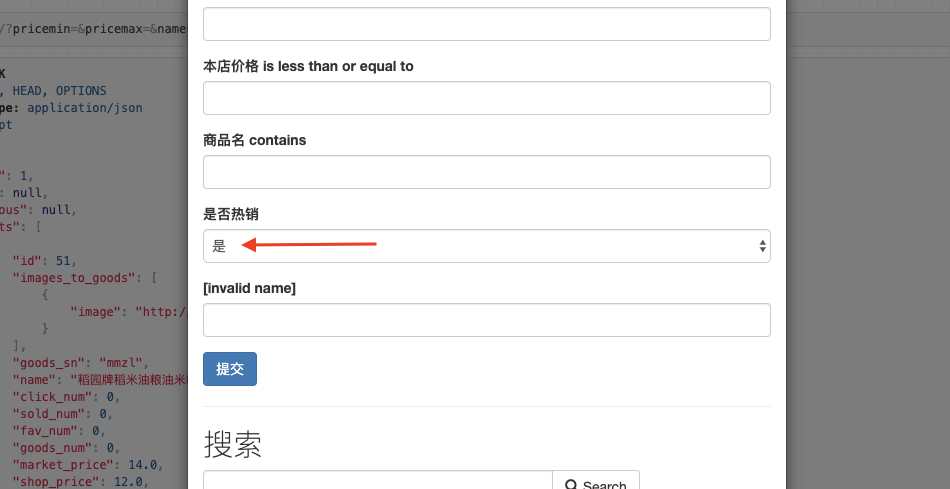 /?pricemin=&pricemax=&name
K
, HEAD, OPTIONS
pe: application/json
pt
": 1,
: null,
ous": null,
ts": [
"id": 51,
"images_to_goods": [
{
"image": "http:/
}
],
"goods_sn": "mmzl",
"name": "稻园牌稻米油粮油米
"click_num": 0,
"sold_num": 0,
"fav_num": 0,
"goods_num": 0,
"market_price": 14.0,
"shop_price": 12.0,
本店价格 is less than or equal to
商品名 contains
是否热销
是
[invalid name]
提交
搜索
Search